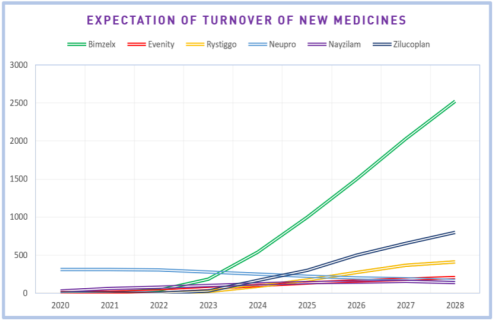 EXPECTATION OF TURNOVER OF NEW MEDICINES
Bimzelx Evenity Rystiggo Neupro Nayzilam Zilucoplan
3000
2500
2000
1500
1000
500
0
2020 2021 2022 2023 2024 2025 2026 2027 2028